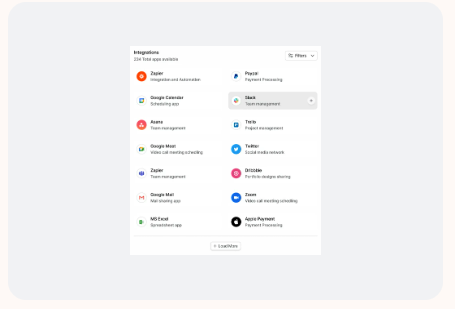 Integrations
234 Total apps available
Filters
Zapier
Integration and Automation
Paypal
Payment Processing
Google Calendar
Scheduling app
Slack
Team management
Asana
Team management
Trello
Project management
Google Meet
Video call meeting scheduling
Twitter
Social media network
Zapier
Team management
Dribbble
Portfolio designs sharing
Google Mail
Mail sharing app
Zoom
Video call meeting scheduling
MS Excel
Spreadsheet app
Apple Payment
Payment Processing
+ Load More